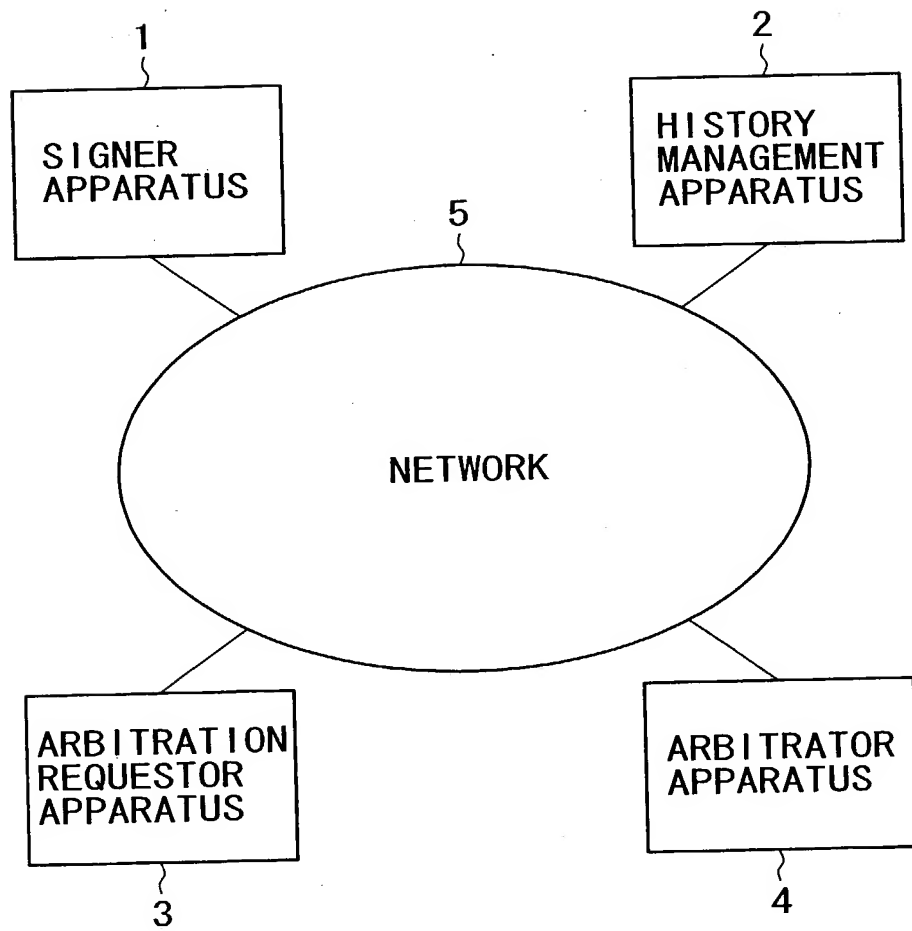 1
2
SIGNER
APPARATUS
HISTORY
MANAGEMENT
APPARATUS
5
NETWORK
ARBITRATION
REQUESTOR
APPARATUS
ARBITRATOR
APPARATUS
3
4